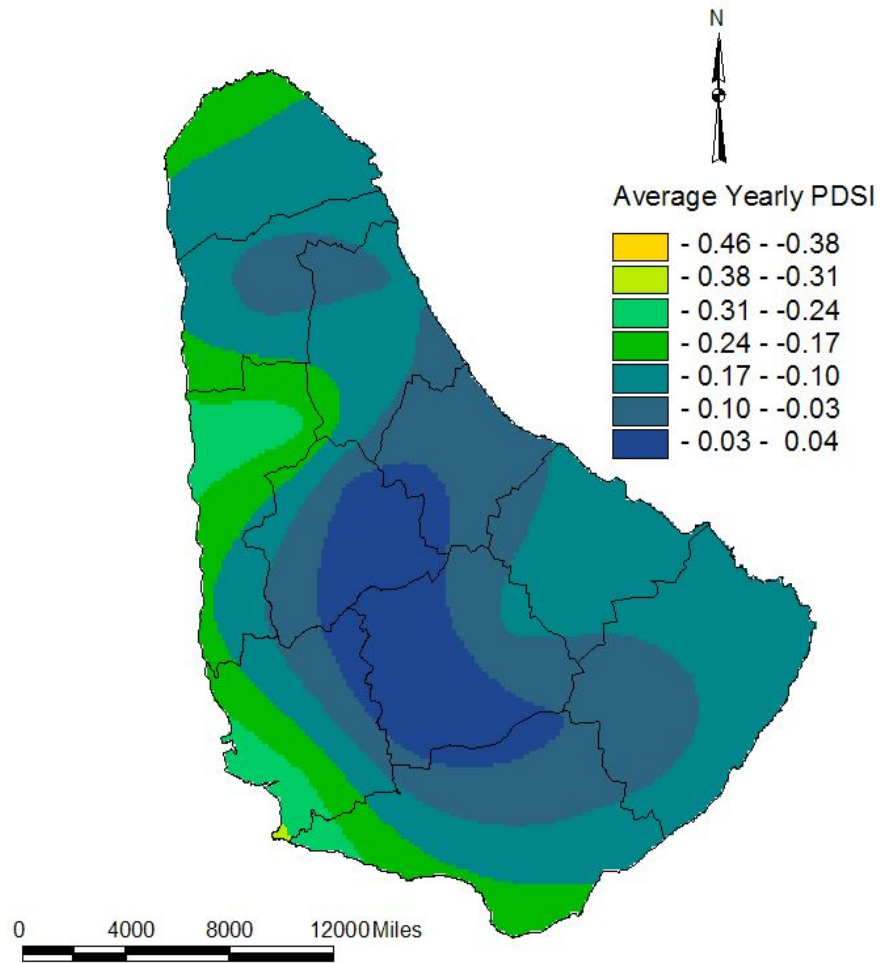 N
Average Yearly PDSI
- 0.46 - -0.38
- 0.38 - -0.31
- 0.31 - -0.24
- 0.24 - -0.17
- 0.17 - -0.10
- 0.10 - -0.03
- 0.03 - 0.04
0 4000 8000 12000 Miles